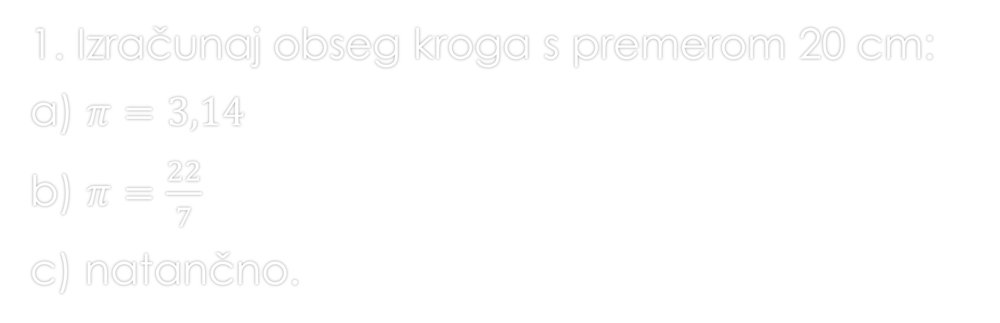 1. Izračunaj obseg kroga s premerom 20 cm:
a) π = 3,14
b) π = 22/7
c) natančno.